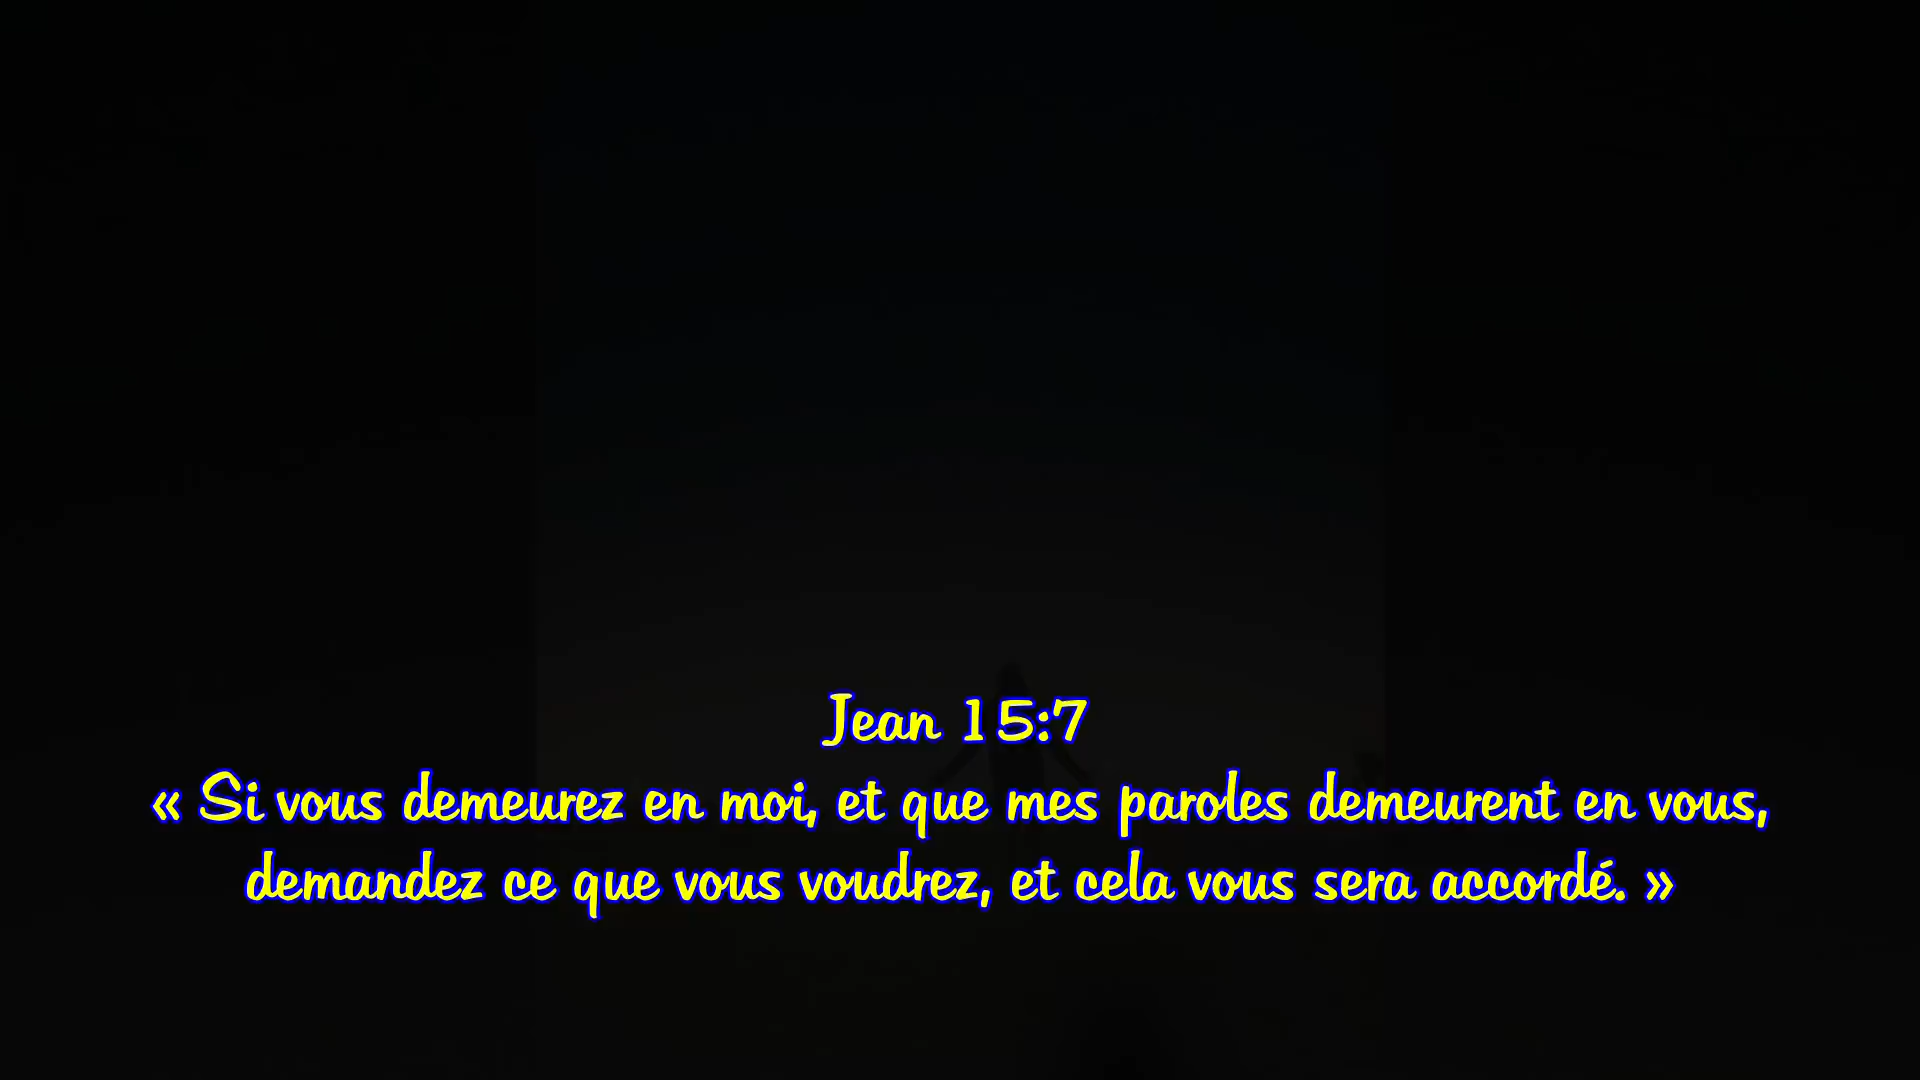 Jean 15:7
« Si vous demeurez en moi, et que mes paroles demeurent en vous,
demandez ce que vous voudrez, et cela vous sera accordé. »